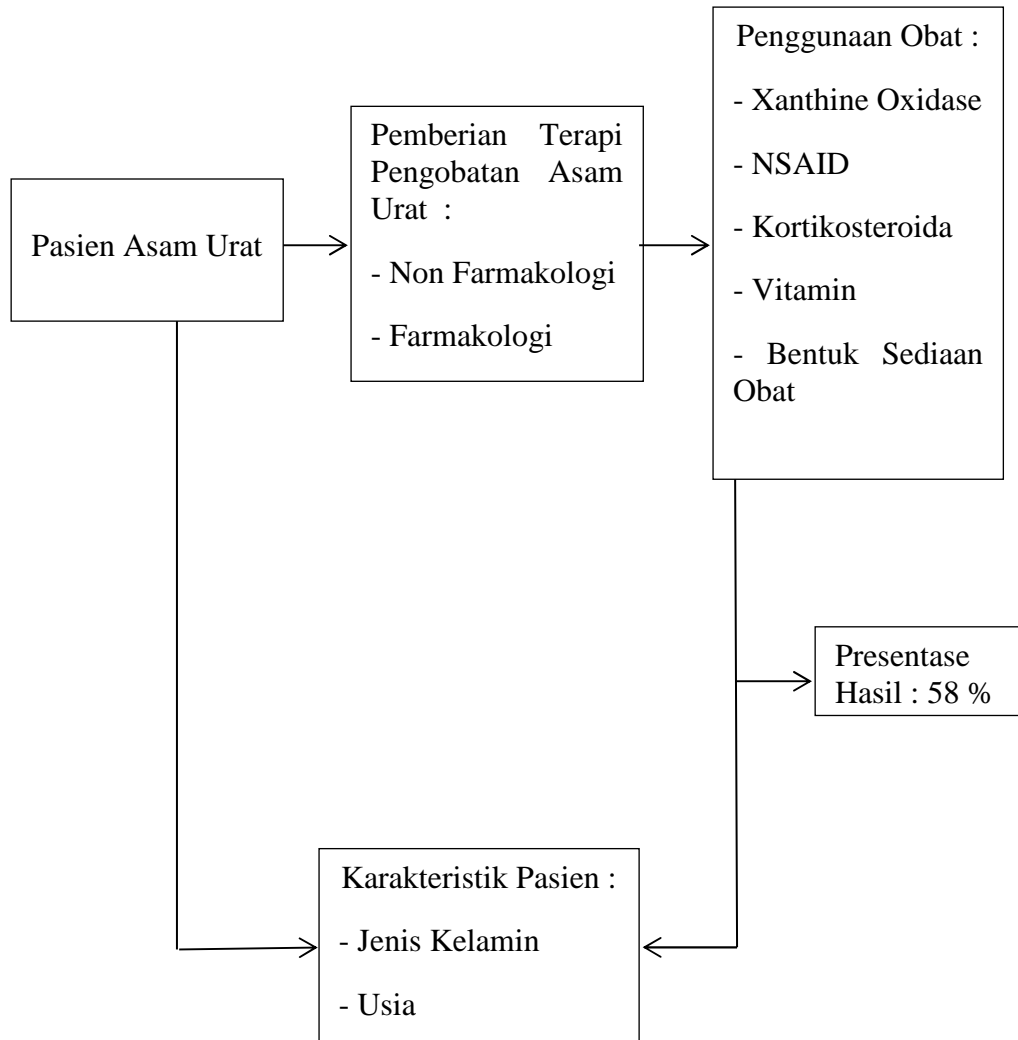 Pasien Asam Urat
Pemberian Terapi
Pengobatan Asam
Urat :
- Non Farmakologi
- Farmakologi
Penggunaan Obat :
- Xanthine Oxidase
- NSAID
- Kortikosteroida
- Vitamin
- Bentuk Sediaan
Obat
Presentase
Hasil : 58 %
Karakteristik Pasien :
- Jenis Kelamin
- Usia